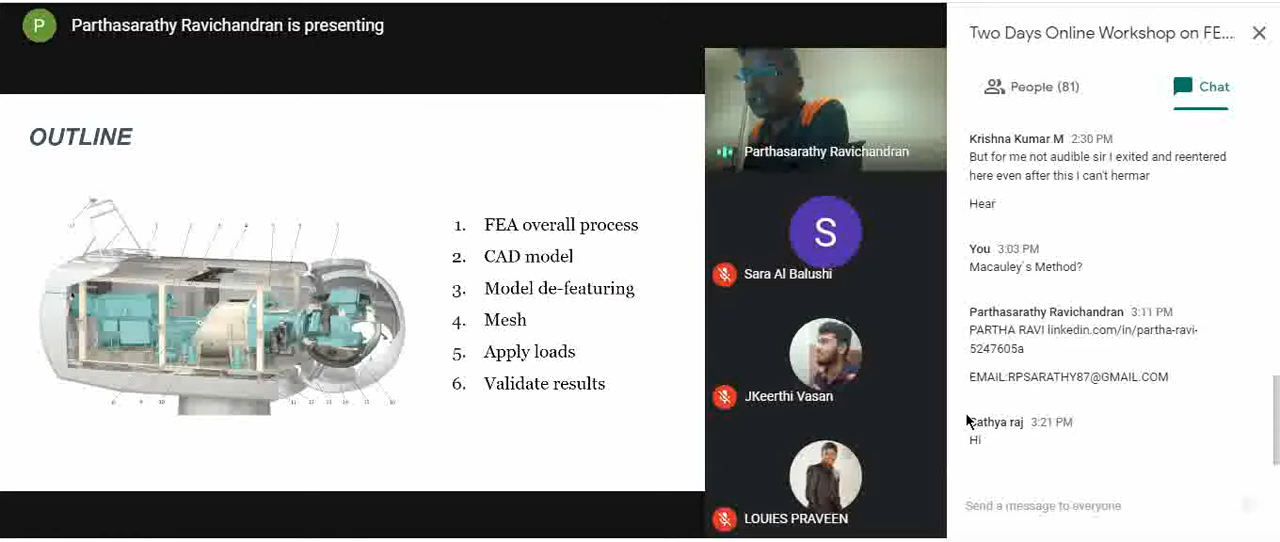 P
Parthasarathy Ravichandran is presenting
OUTLINE
1. FEA overall process
2. CAD model
3. Model de-featuring
4. Mesh
5. Apply loads
6. Validate results
Parthasarathy Ravichandran
S
Sara Al Balushi
JKeerthi Vasan
LOUIES PRAVEEN
Two Days Online Workshop on FE....
People (81)
Chat
Krishna Kumar M 2:30 PM
But for me not audible sir I exited and reentered
here even after this I can't hermar
Hear
You 3:03 PM
Macauley's Method?
Parthasarathy Ravichandran 3:11 PM
PARTHA RAVI linkedin.com/in/partha-ravi-
5247605a
EMAIL:RPSARATHY87@GMAIL.COM
Sathya raj 3:21 PM
Hi
Send a message to everyone